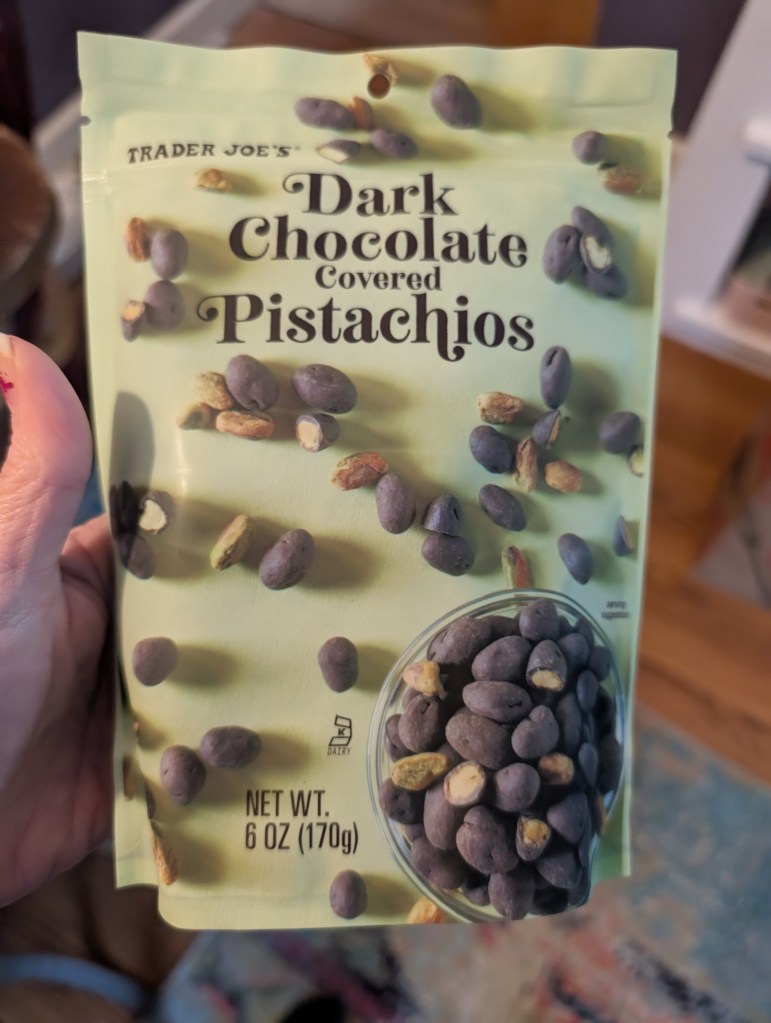 TRADER JOE'S
Dark
Chocolate
Covered
Pistachios
K
DAIRY
NET WT.
6 OZ (170g)